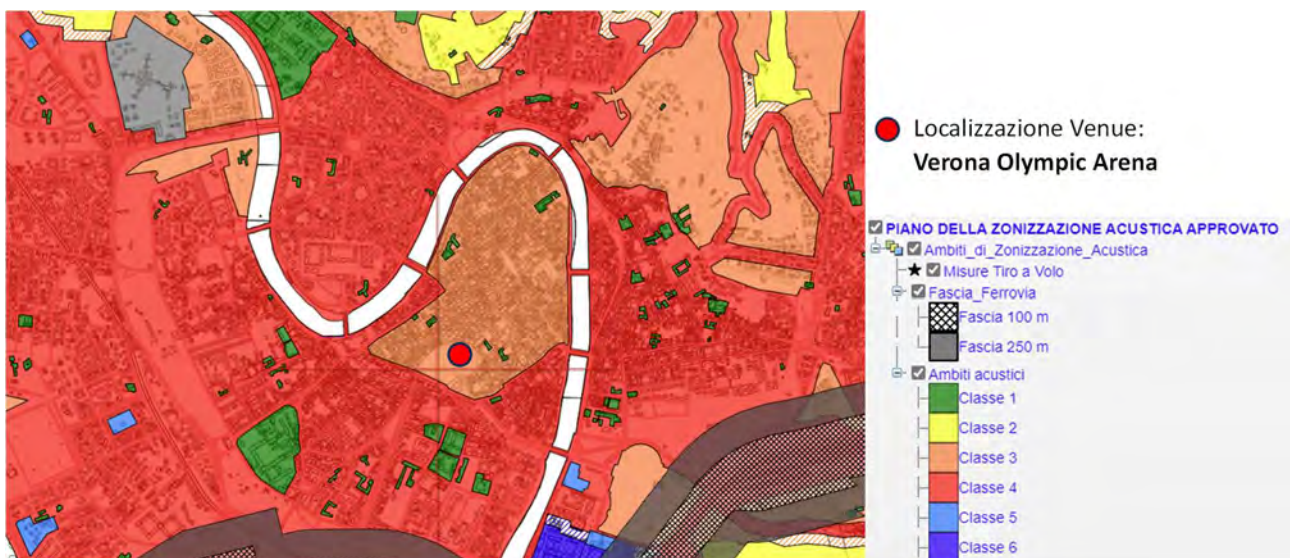 Localizzazione Venue:
Verona Olympic Arena
PIANO DELLA ZONIZZAZIONE ACUSTICA APPROVATO
Ambiti_di_Zonizzazione_Acustica
Misure Tiro a Volo
Fascia_Ferrovia
Fascia 100 m
Fascia 250 m
Ambiti acustici
Classe 1
Classe 2
Classe 3
Classe 4
Classe 5
Classe 6